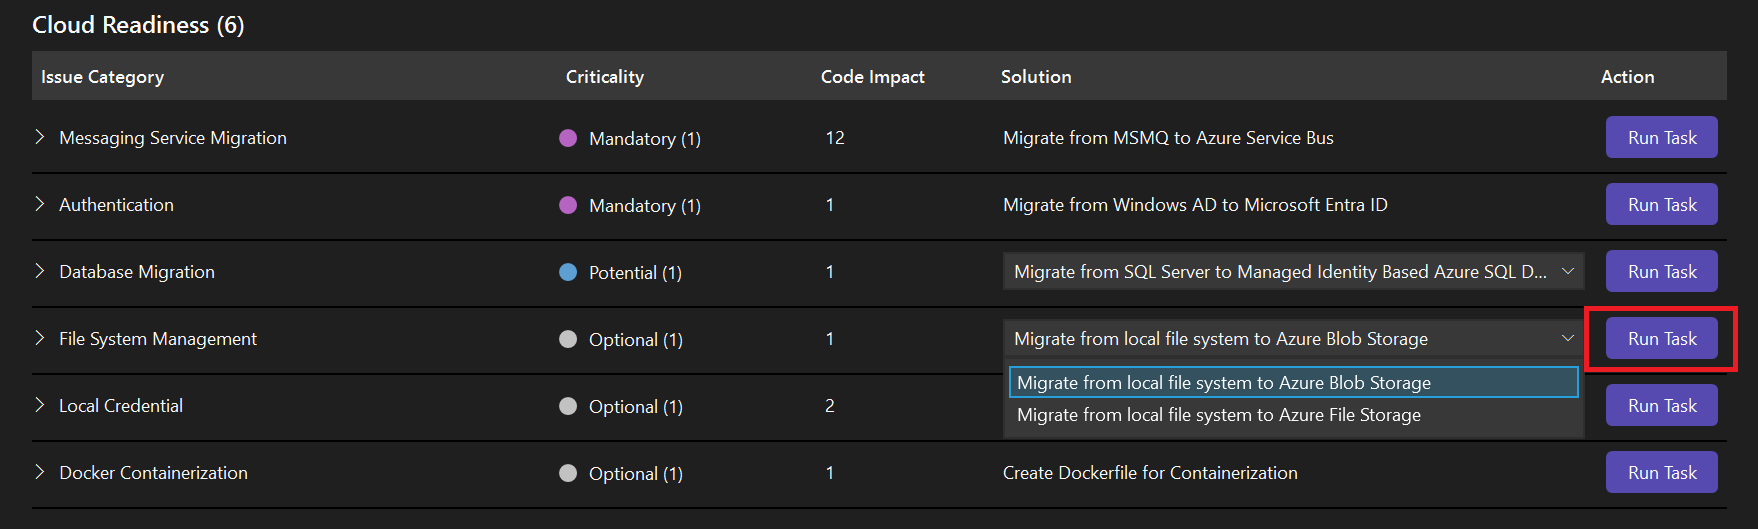 Cloud Readiness (6)
Issue Category Criticality Code Impact Solution Action
Messaging Service Migration Mandatory (1) 12 Migrate from MSMQ to Azure Service Bus Run Task
Authentication Mandatory (1) 1 Migrate from Windows AD to Microsoft Entra ID Run Task
Database Migration Potential (1) 1 Migrate from SQL Server to Managed Identity Based Azure SQL D... Run Task
File System Management Optional (1) 1 Migrate from local file system to Azure Blob Storage Run Task
Migrate from local file system to Azure Blob Storage
Local Credential Optional (1) 2 Run Task
Migrate from local file system to Azure File Storage
Docker Containerization Optional (1) 1 Create Dockerfile for Containerization Run Task